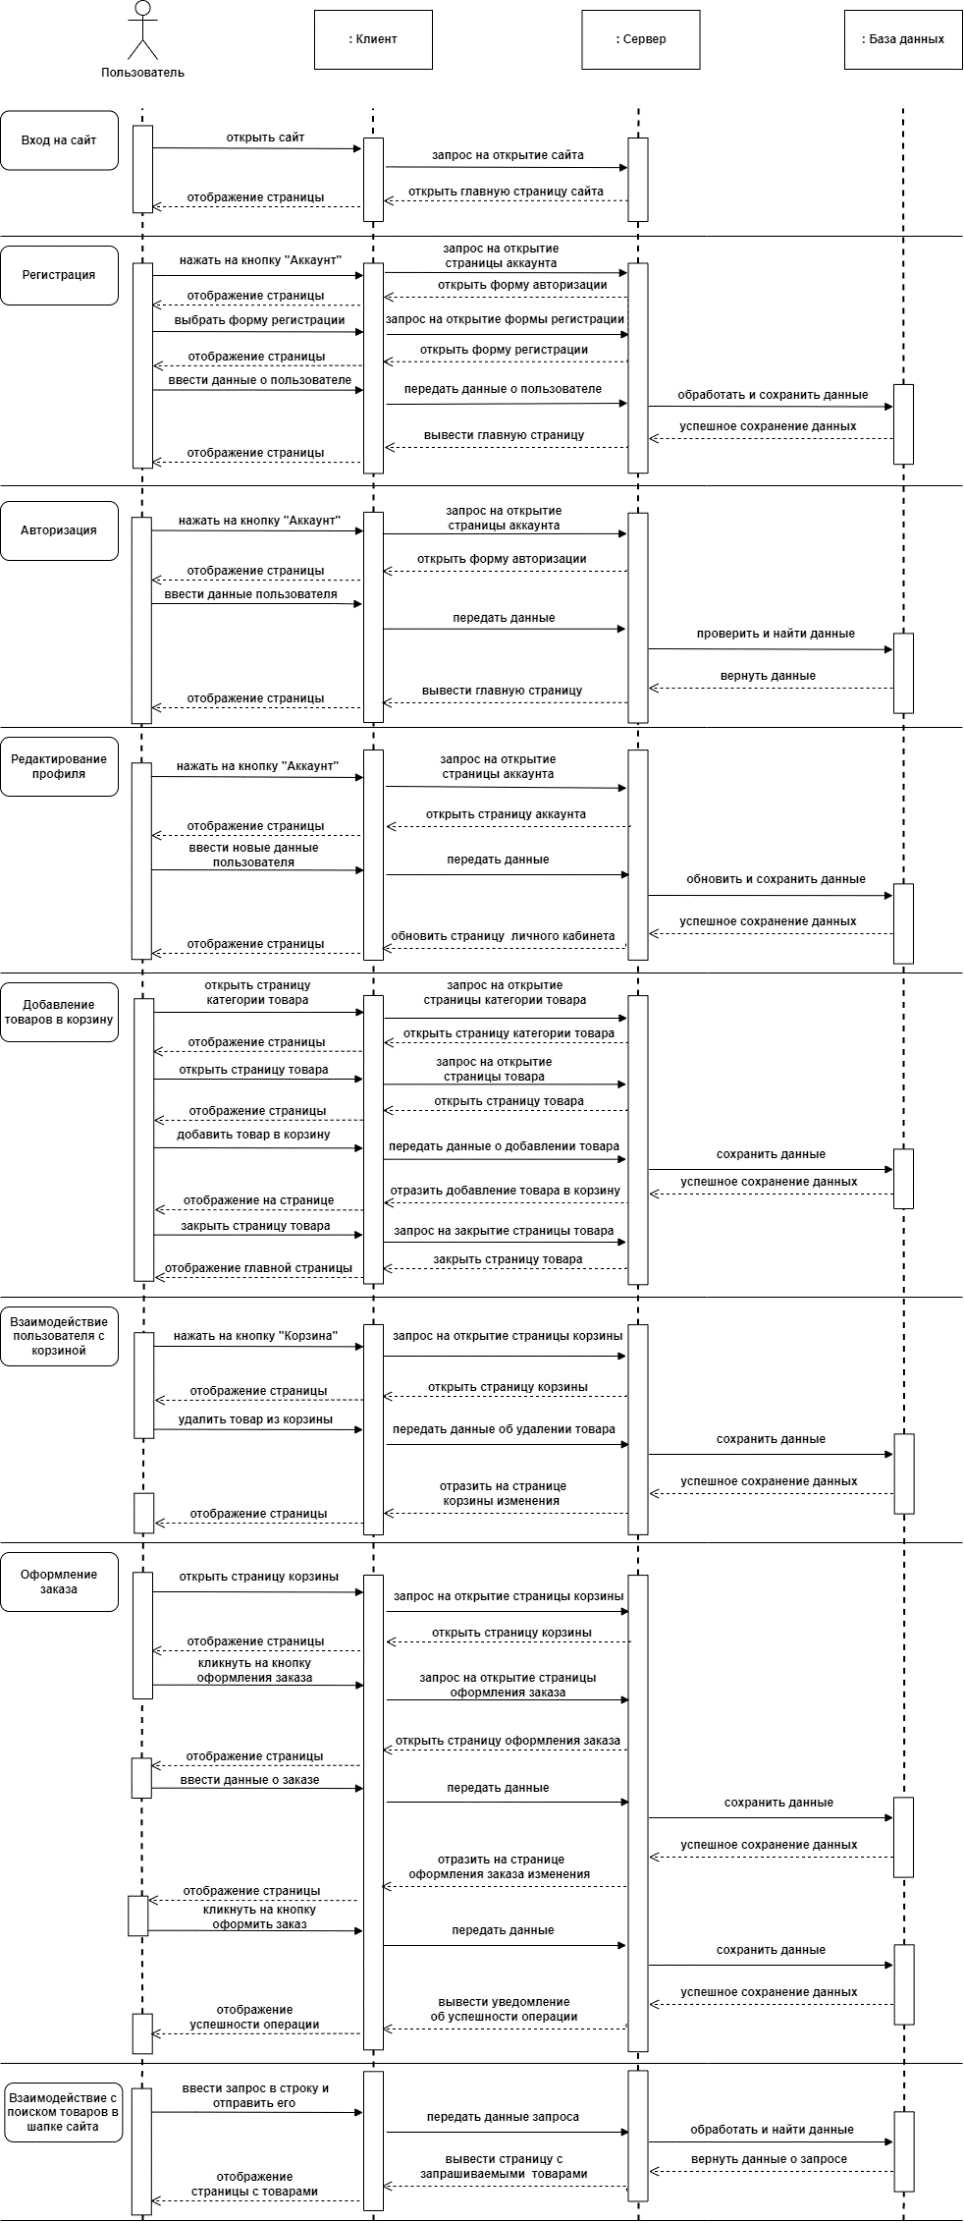 Пользователь
: Клиент
: Сервер
: База данных
Вход на сайт
открыть сайт
запрос на открытие сайта
открыть главную страницу сайта
отображение страницы
Регистрация
нажать на кнопку "Аккаунт"
запрос на открытие
страницы аккаунта
открыть форму авторизации
отображение страницы
выбрать форму регистрации
запрос на открытие формы регистрации
открыть форму регистрации
отображение страницы
ввести данные о пользователе
передать данные о пользователе
обработать и сохранить данные
успешное сохранение данных
вывести главную страницу
отображение страницы
Авторизация
нажать на кнопку "Аккаунт"
запрос на открытие
страницы аккаунта
открыть форму авторизации
отображение страницы
ввести данные пользователя
передать данные
проверить и найти данные
вернуть данные
вывести главную страницу
отображение страницы
Редактирование
профиля
нажать на кнопку "Аккаунт"
запрос на открытие
страницы аккаунта
открыть страницу аккаунта
отображение страницы
ввести новые данные
пользователя
передать данные
обновить и сохранить данные
успешное сохранение данных
обновить страницу личного кабинета
отображение страницы
Добавление
товаров в корзину
открыть страницу
категории товара
запрос на открытие
страницы категории товара
открыть страницу категории товара
отображение страницы
открыть страницу товара
запрос на открытие
страницы товара
открыть страницу товара
отображение страницы
добавить товар в корзину
передать данные о добавлении товара
сохранить данные
успешное сохранение данных
отразить добавление товара в корзину
отображение на странице
закрыть страницу товара
запрос на закрытие страницы товара
закрыть страницу товара
отображение главной страницы
Взаимодействие
пользователя с
корзиной
нажать на кнопку "Корзина"
запрос на открытие страницы корзины
открыть страницу корзины
отображение страницы
удалить товар из корзины
передать данные об удалении товара
сохранить данные
успешное сохранение данных
отразить на странице
корзины изменения
отображение страницы
Оформление
заказа
открыть страницу корзины
запрос на открытие страницы корзины
открыть страницу корзины
отображение страницы
кликнуть на кнопку
оформления заказа
запрос на открытие страницы
оформления заказа
открыть страницу оформления заказа
отображение страницы
ввести данные о заказе
передать данные
сохранить данные
успешное сохранение данных
отразить на странице
оформления заказа изменения
отображение страницы
кликнуть на кнопку
оформить заказ
передать данные
сохранить данные
успешное сохранение данных
вывести уведомление
об успешности операции
отображение
успешности операции
Взаимодействие с
поиском товаров в
шапке сайта
ввести запрос в строку и
отправить его
передать данные запроса
обработать и найти данные
вернуть данные о запросе
вывести страницу с
запрашиваемыми товарами
отображение
страницы с товарами